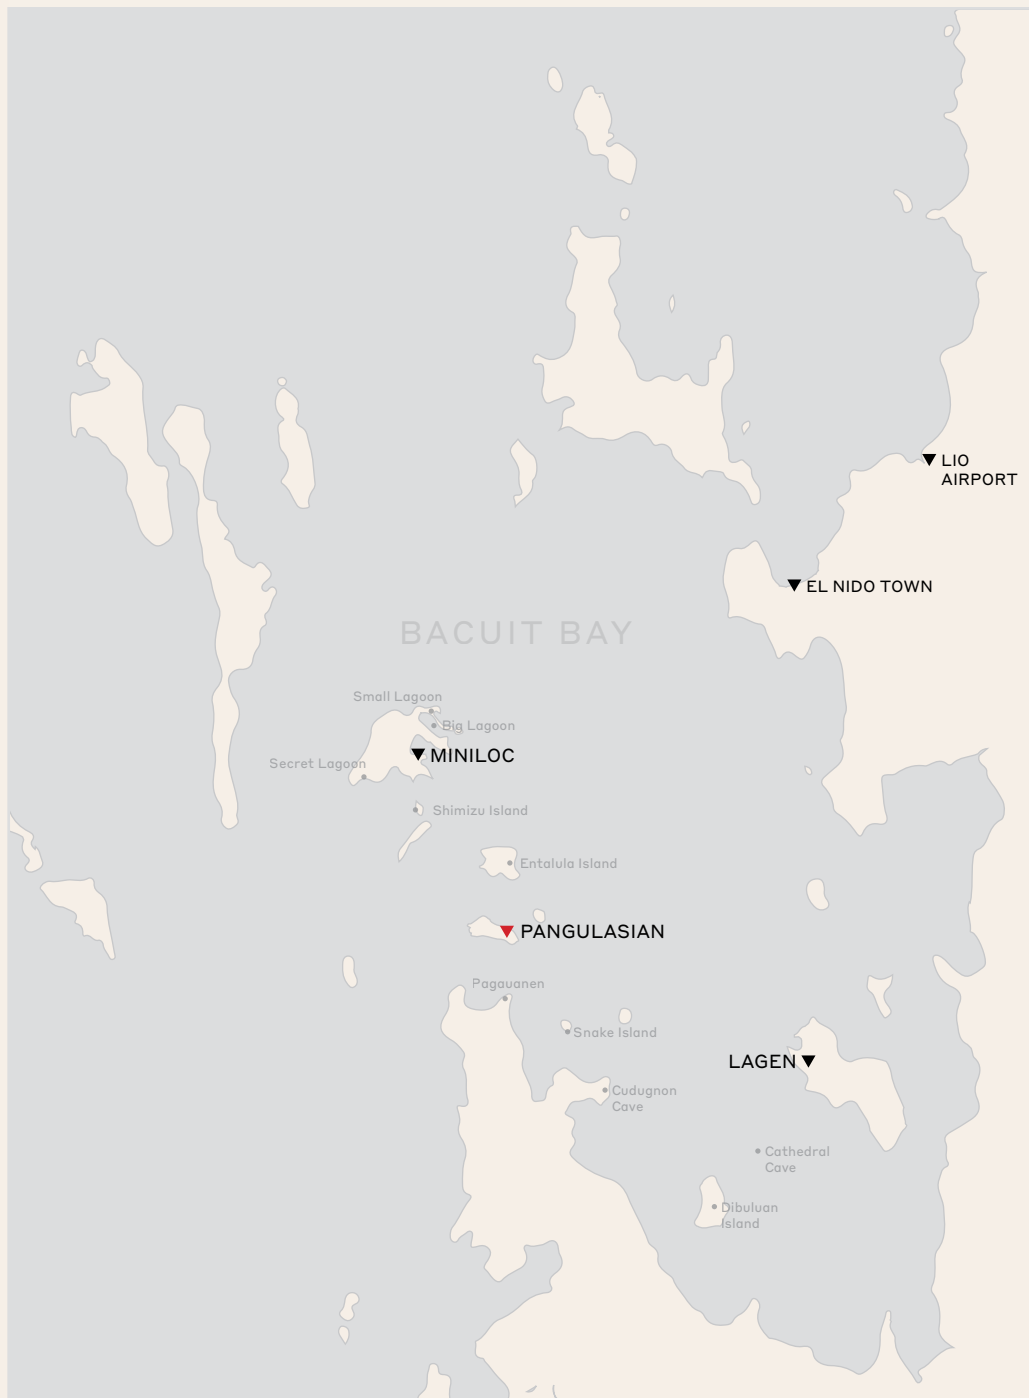 LIO
AIRPORT
EL NIDO TOWN
BACUIT BAY
Small Lagoon
Big Lagoon
MINILOC
Secret Lagoon
Shimizu Island
Entalula Island
PANGULASIAN
Pagauanen
Snake Island
LAGEN
Cudugnon
Cave
Cathedral
Cave
Dibuluan
Island